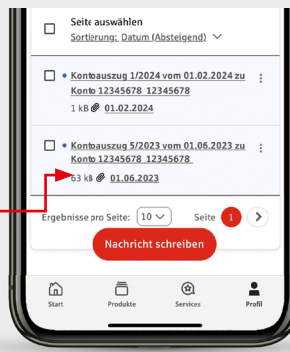 Seite auswählen
Sortierung: Datum (Absteigend)
Kontoauszug 1/2024 vom 01.02.2024 zu
Konto 12345678 12345678
1 kB 01.02.2024
Kontoauszug 5/2023 vom 01.06.2023 zu
Konto 12345678 12345678
63 kB 01.06.2023
Ergebnisse pro Seite: 10 Seite 1
Nachricht schreiben
Start Produkte Services Profil